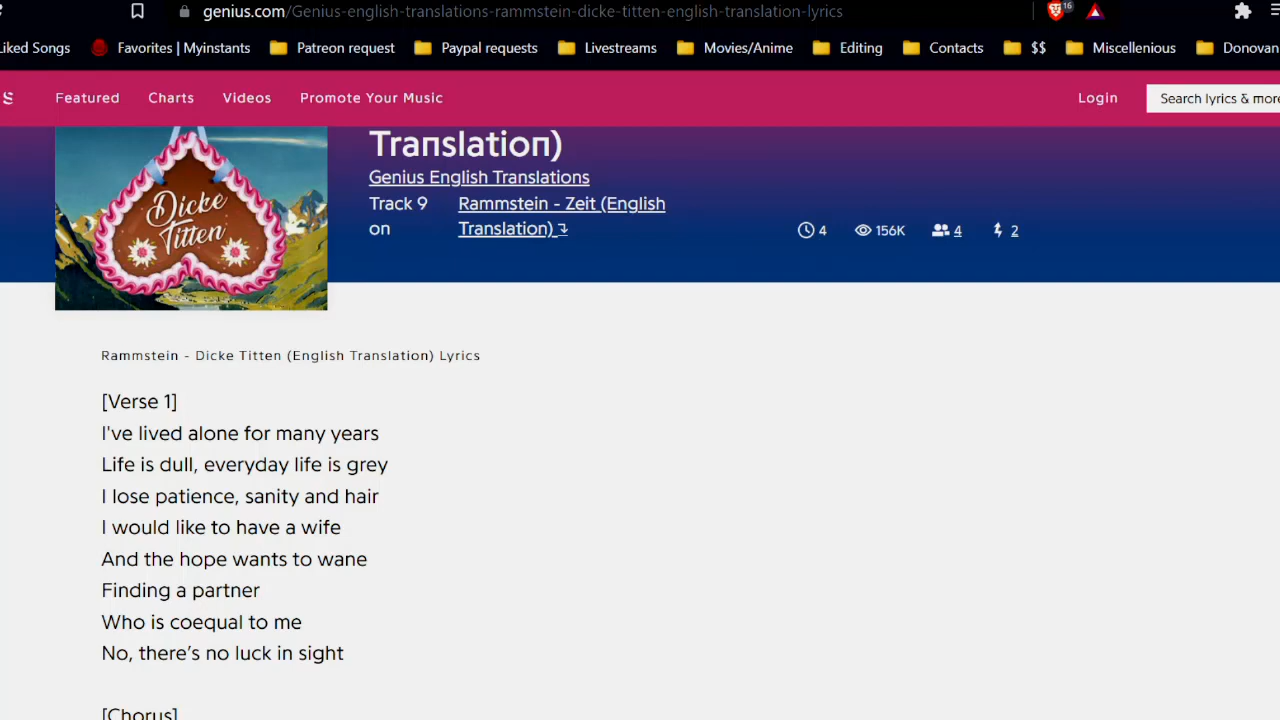 genius.com/Genius-english-translations-rammstein-dicke-titten-english-translation-lyrics
16
Liked Songs Favorites | Myinstants Patreon request Paypal requests Livestreams Movies/Anime Editing Contacts $$ Miscellenious Donovan
S Featured Charts Videos Promote Your Music Login Search lyrics & more
Dicke
Titten
Translation)
Genius English Translations
Track 9 on Rammstein - Zeit (English
Translation)
4 156K 4 2
Rammstein - Dicke Titten (English Translation) Lyrics
[Verse 1]
I've lived alone for many years
Life is dull, everyday life is grey
I lose patience, sanity and hair
I would like to have a wife
And the hope wants to wane
Finding a partner
Who is coequal to me
No, there’s no luck in sight
[Chorus]